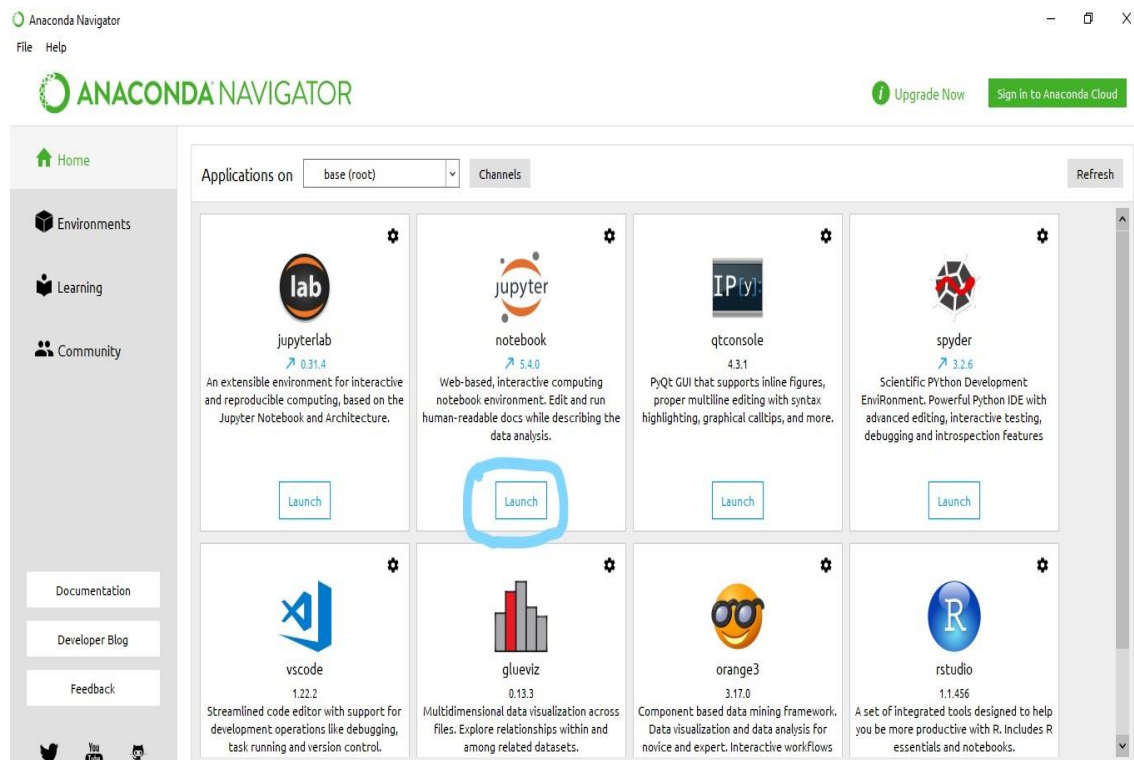 Anaconda Navigator
File Help
ANACONDA NAVIGATOR
Upgrade Now
Sign in to Anaconda Cloud
Home
Environments
Learning
Community
Documentation
Developer Blog
Feedback
You
Tube
Applications on
base (root)
Channels
Refresh
lab
jupyterlab
0.31.4
An extensible environment for interactive
and reproducible computing, based on the
Jupyter Notebook and Architecture.
Launch
jupyter
notebook
5.4.0
Web-based, interactive computing
notebook environment. Edit and run
human-readable docs while describing the
data analysis.
Launch
IP[y]:
qtconsole
4.3.1
PyQt GUI that supports inline figures,
proper multiline editing with syntax
highlighting, graphical calltips, and more.
Launch
spyder
3.2.6
Scientific PYthon Development
EnviRonment. Powerful Python IDE with
advanced editing, interactive testing,
debugging and introspection features
Launch
vscode
1.22.2
Streamlined code editor with support for
development operations like debugging,
task running and version control.
glueviz
0.13.3
Multidimensional data visualization across
files. Explore relationships within and
among related datasets.
orange3
3.17.0
Component based data mining framework.
Data visualization and data analysis for
novice and expert. Interactive workflows
R
rstudio
1.1.456
A set of integrated tools designed to help
you be more productive with R. Includes R
essentials and notebooks.